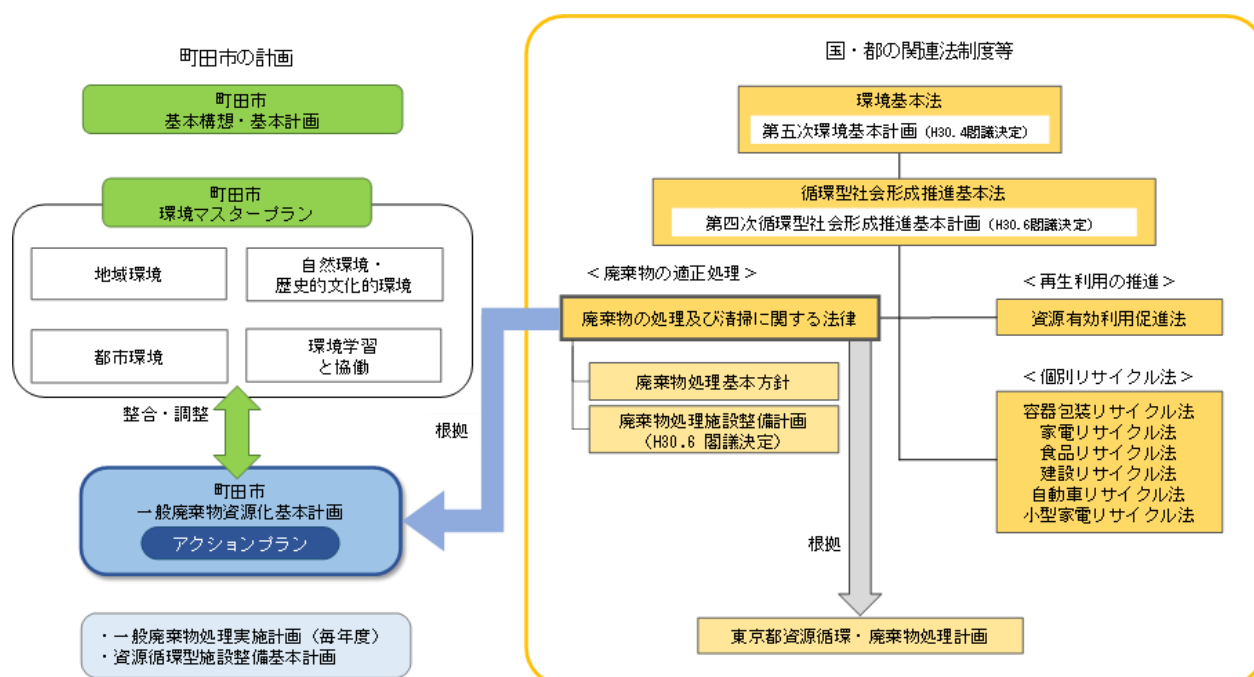 町田市の計画
町田市
基本構想・基本計画
町田市
環境マスタープラン
地域環境
自然環境・
歴史的文化的環境
都市環境
環境学習
と協働
整合・調整
根拠
町田市
一般廃棄物資源化基本計画
アクションプラン
・一般廃棄物処理実施計画（毎年度）
・資源循環型施設整備基本計画
国・都の関連法制度等
環境基本法
第五次環境基本計画（H30.4閣議決定）
循環型社会形成推進基本法
第四次循環型社会形成推進基本計画（H30.6閣議決定）
＜廃棄物の適正処理＞
廃棄物の処理及び清掃に関する法律
廃棄物処理基本方針
廃棄物処理施設整備計画
（H30.6 閣議決定）
＜再生利用の推進＞
資源有効利用促進法
＜個別リサイクル法＞
容器包装リサイクル法
家電リサイクル法
食品リサイクル法
建設リサイクル法
自動車リサイクル法
小型家電リサイクル法
根拠
東京都資源循環・廃棄物処理計画